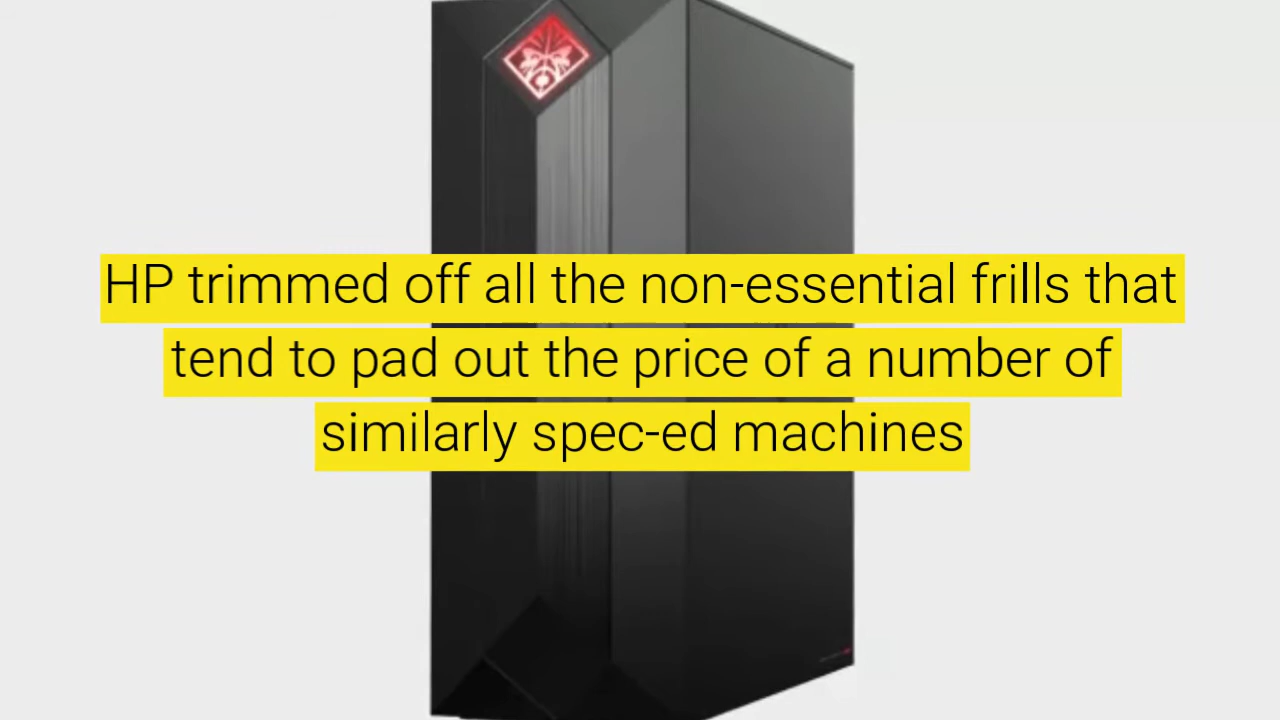 HP trimmed off all the non-essential frills that
tend to pad out the price of a number of
similarly spec-ed machines